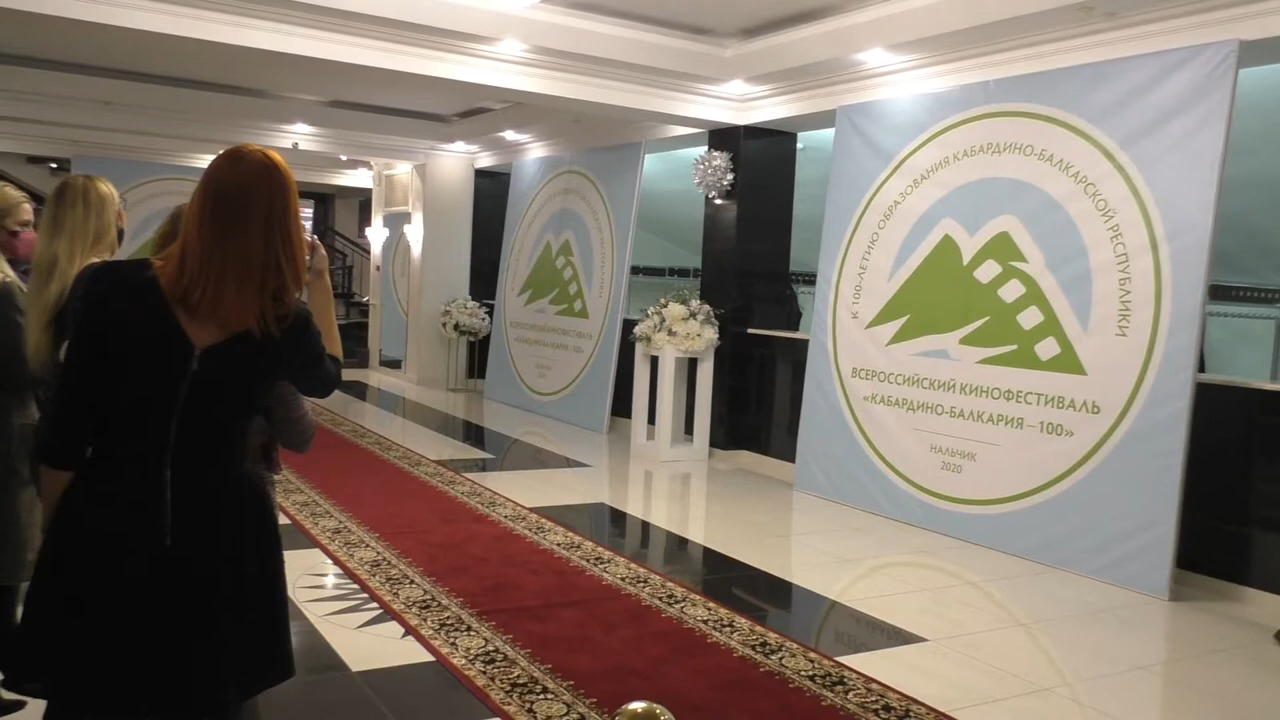 К 100-ЛЕТИЮ ОБРАЗОВАНИЯ КАБАРДИНО-БАЛКАРСКОЙ РЕСПУБЛИКИ
ВСЕРОССИЙСКИЙ КИНОФЕСТИВАЛЬ
«КАБАРДИНО-БАЛКАРИЯ – 100»
НАЛЬЧИК
2020
ВСЕРОССИЙСКИЙ КИНОФЕСТИВАЛЬ
«КАБАРДИНО-БАЛКАРИЯ – 100»